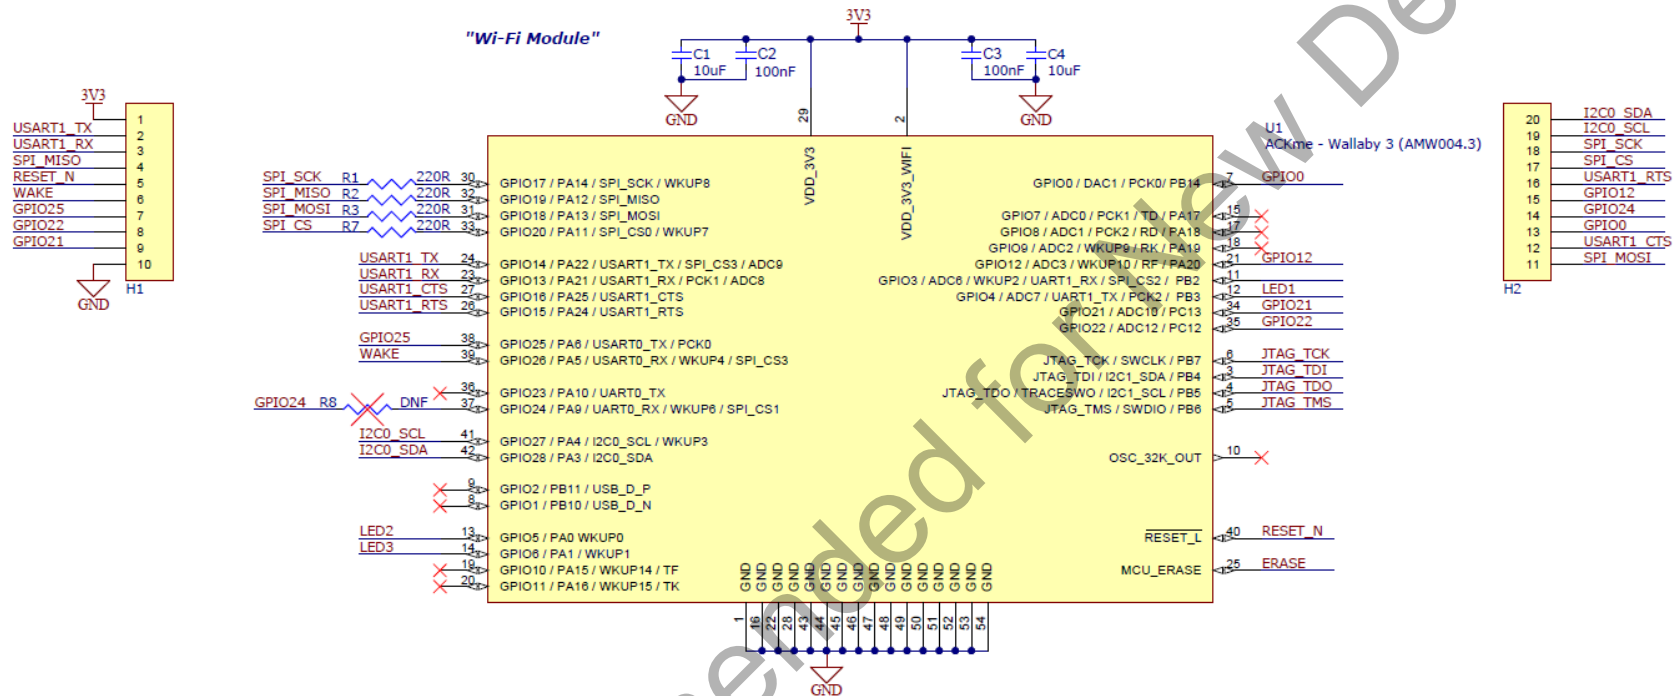 3V3
"Wi-Fi Module"
C1
10uF
C2
100nF
C3
100nF
C4
10uF
GND
GND
29
2
3V3
1
USART1_TX 2
USART1_RX 3
SPI_MISO 4
RESET_N 5
WAKE 6
GPIO25 7
GPIO22 8
GPIO21 9
10
GND
H1
U1
ACKme - Wallaby 3 (AMW004.3)
VDD_3V3
VDD_3V3_WIFI
SPI_SCK R1 220R 30 GPIO17 / PA14 / SPI_SCK / WKUP8
SPI_MISO R2 220R 32 GPIO19 / PA12 / SPI_MISO
SPI_MOSI R3 220R 31 GPIO18 / PA13 / SPI_MOSI
SPI_CS R7 220R 33 GPIO20 / PA11 / SPI_CS0 / WKUP7
USART1_TX 24 GPIO14 / PA22 / USART1_TX / SPI_CS3 / ADC9
USART1_RX 23 GPIO13 / PA21 / USART1_RX / PCK1 / ADC8
USART1_CTS 27 GPIO16 / PA25 / USART1_CTS
USART1_RTS 26 GPIO15 / PA24 / USART1_RTS
GPIO25 38 GPIO25 / PA6 / USART0_TX / PCK0
WAKE 39 GPIO26 / PA5 / USART0_RX / WKUP4 / SPI_CS3
36 GPIO23 / PA10 / UART0_TX
GPIO24 R8 DNF 37 GPIO24 / PA9 / UART0_RX / WKUP6 / SPI_CS1
I2C0_SCL 41 GPIO27 / PA4 / I2C0_SCL / WKUP3
I2C0_SDA 42 GPIO28 / PA3 / I2C0_SDA
9 GPIO2 / PB11 / USB_D_P
8 GPIO1 / PB10 / USB_D_N
LED2 13 GPIO5 / PA0 WKUP0
LED3 14 GPIO6 / PA1 / WKUP1
19 GPIO10 / PA15 / WKUP14 / TF
20 GPIO11 / PA16 / WKUP15 / TK
GPIO0 / DAC1 / PCK0/ PB14 7 GPIO0
GPIO7 / ADC0 / PCK1 / TD / PA17 15
GPIO8 / ADC1 / PCK2 / RD / PA18 17
GPIO9 / ADC2 / WKUP9 / RK / PA19 18
GPIO12 / ADC3 / WKUP10 / RF / PA20 21 GPIO12
GPIO3 / ADC6 / WKUP2 / UART1_RX / SPI_CS2 / PB2 11
GPIO4 / ADC7 / UART1_TX / PCK2 / PB3 12 LED1
GPIO21 / ADC10 / PC13 34 GPIO21
GPIO22 / ADC12 / PC12 35 GPIO22
JTAG_TCK / SWCLK / PB7 6 JTAG_TCK
JTAG_TDI / I2C1_SDA / PB4 3 JTAG_TDI
JTAG_TDO / TRACESWO / I2C1_SCL / PB5 4 JTAG_TDO
JTAG_TMS / SWDIO / PB6 5 JTAG_TMS
OSC_32K_OUT 10
RESET_L 40 RESET_N
MCU_ERASE 25 ERASE
GND GND GND GND GND GND GND GND GND GND GND GND GND GND GND GND
1 16 22 28 43 44 45 46 47 48 49 50 51 52 53 54
GND
20 I2C0_SDA
19 I2C0_SCL
18 SPI_SCK
17 SPI_CS
16 USART1_RTS
15 GPIO12
14 GPIO24
13 GPIO0
12 USART1_CTS
11 SPI_MOSI
H2
for New